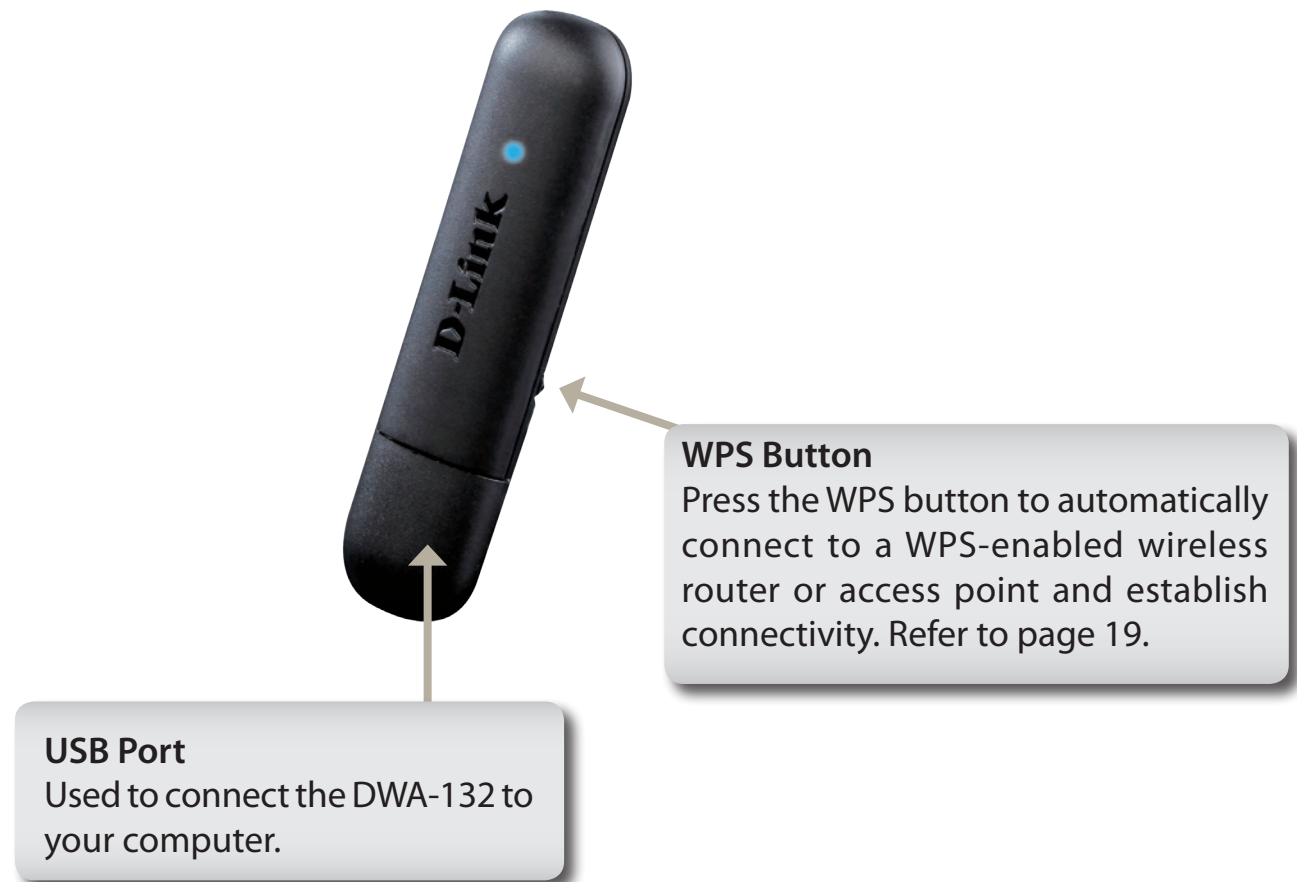 D-Link
WPS Button
Press the WPS button to automatically
connect to a WPS-enabled wireless
router or access point and establish
connectivity. Refer to page 19.
USB Port
Used to connect the DWA-132 to
your computer.